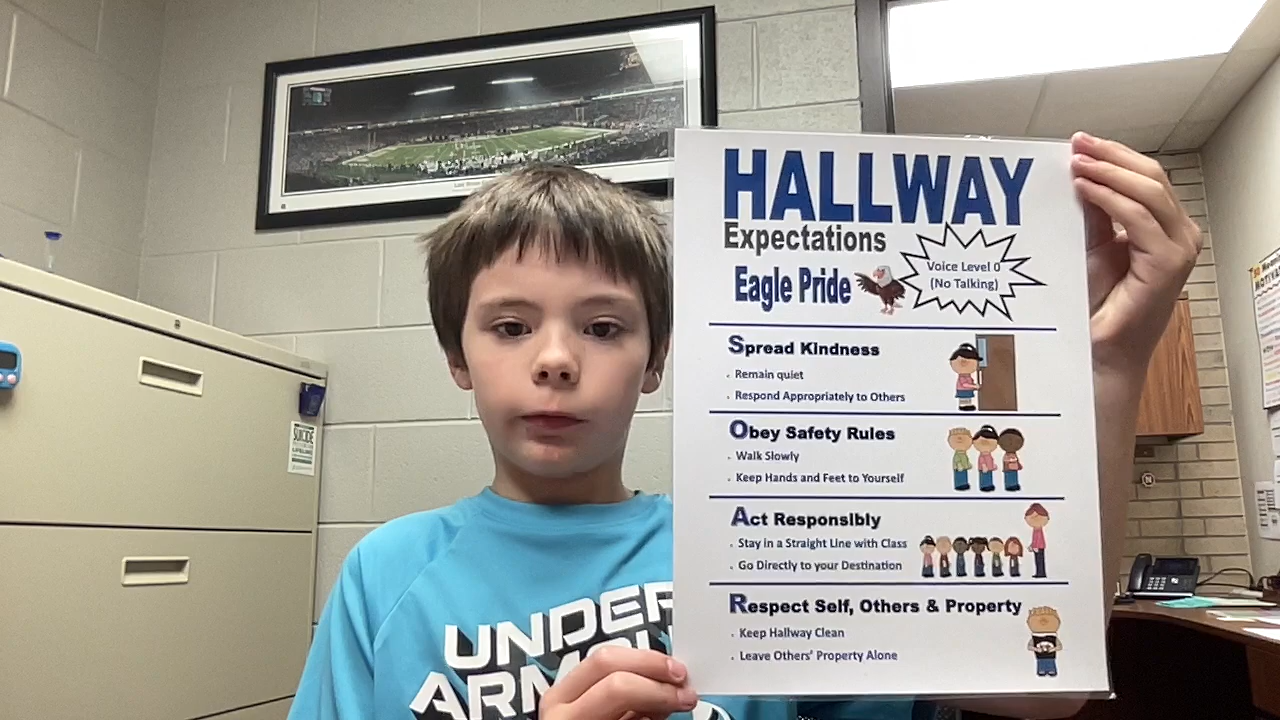 HALLWAY
Expectations
Eagle Pride
Voice Level 0
(No Talking)
Spread Kindness
. Remain quiet
. Respond Appropriately to Others
Obey Safety Rules
. Walk Slowly
. Keep Hands and Feet to Yourself
Act Responsibly
. Stay in a Straight Line with Class
. Go Directly to your Destination
Respect Self, Others & Property
. Keep Hallway Clean
. Leave Others' Property Alone
UNDER
ARMOU
SUICIDE